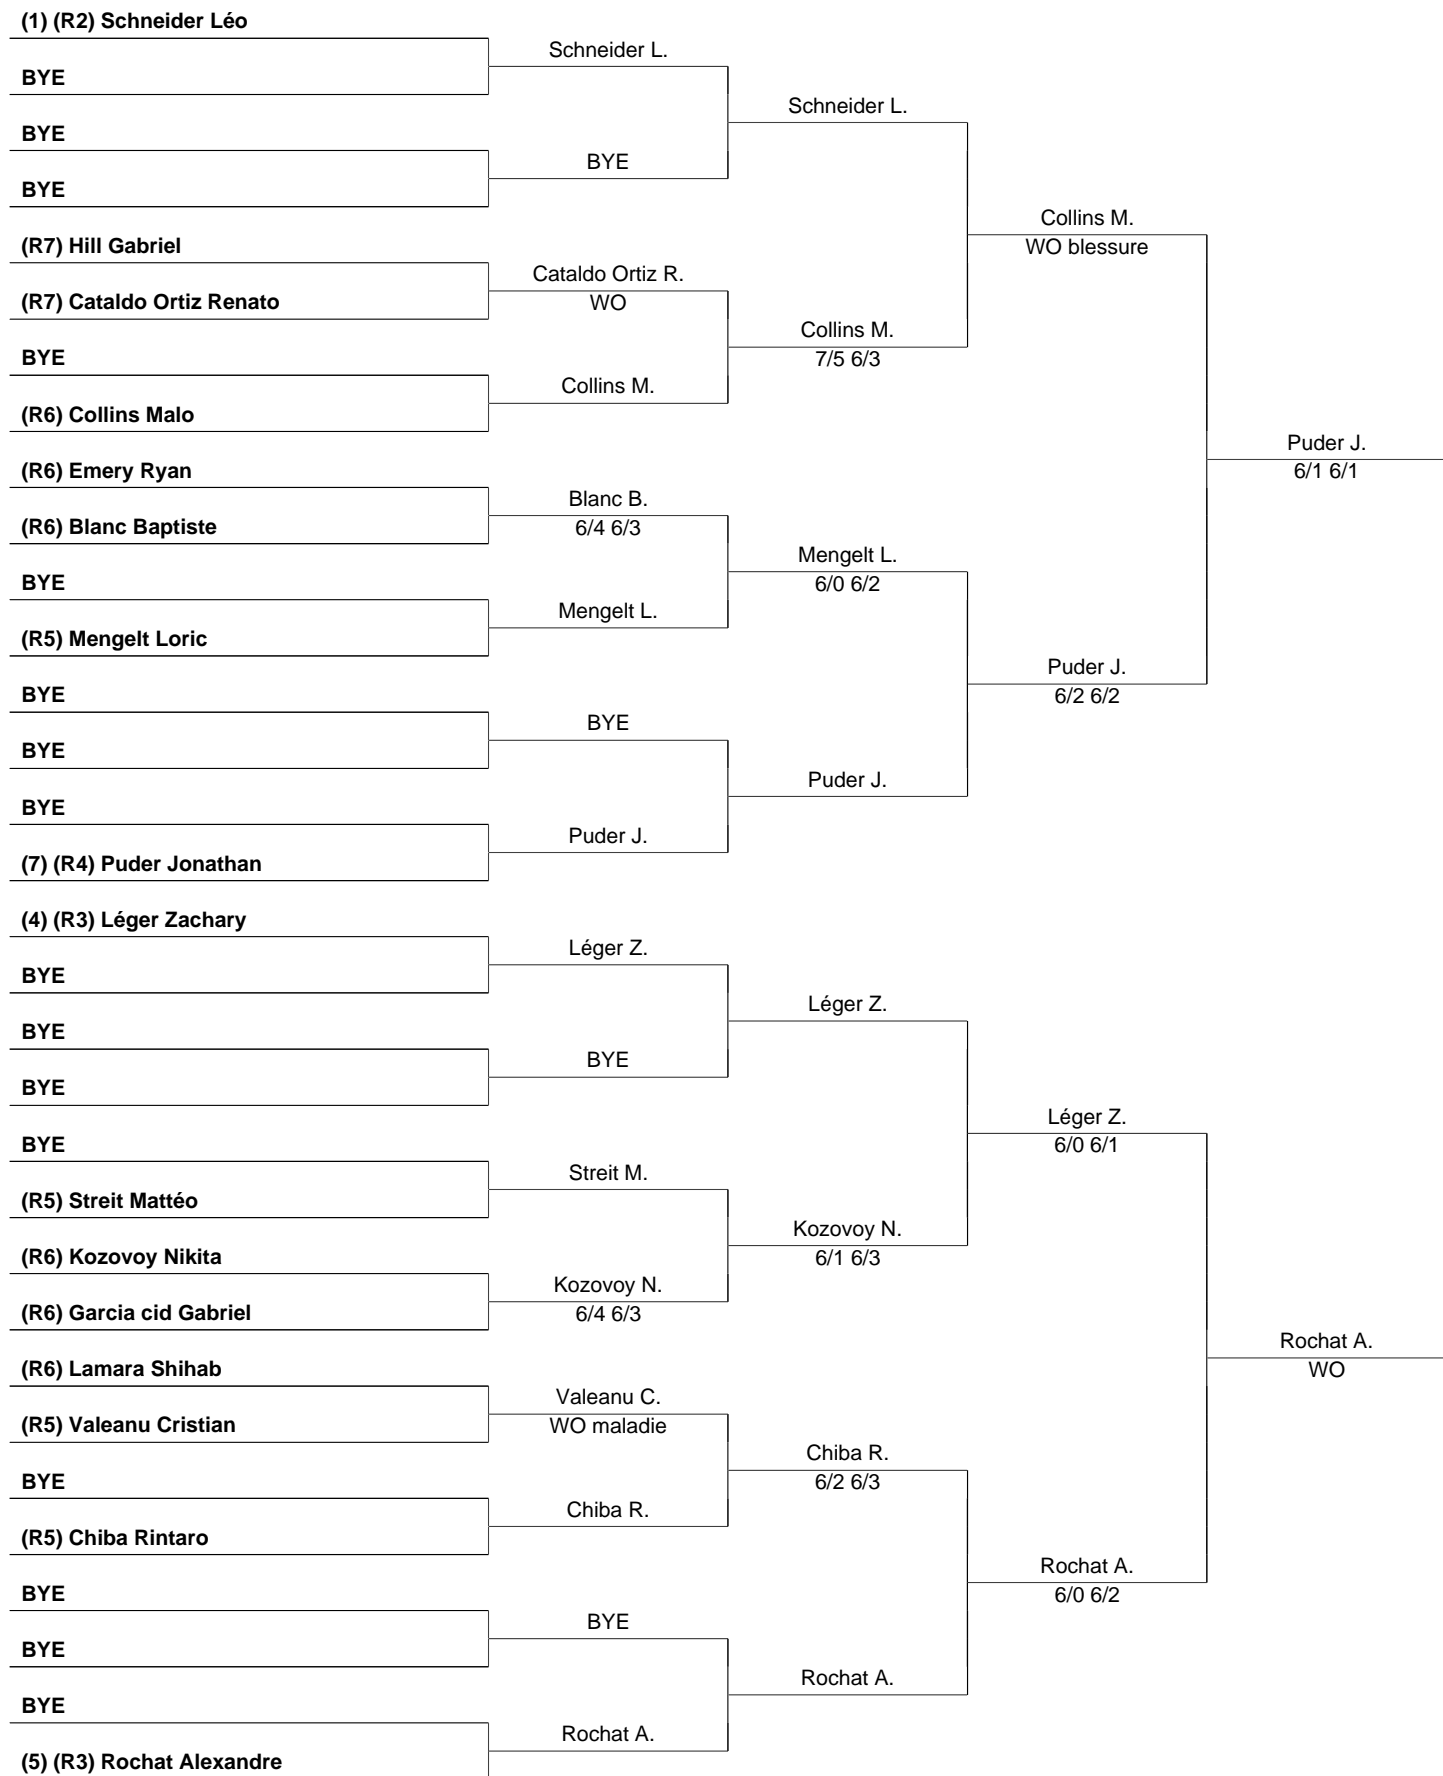 (1) (R2) Schneider Léo
Schneider L.
BYE
Schneider L.
BYE
BYE
BYE
Collins M.
WO blessure
(R7) Hill Gabriel
Cataldo Ortiz R.
WO
(R7) Cataldo Ortiz Renato
Collins M.
7/5 6/3
BYE
Collins M.
(R6) Collins Malo
Puder J.
6/1 6/1
(R6) Emery Ryan
Blanc B.
6/4 6/3
(R6) Blanc Baptiste
Mengelt L.
6/0 6/2
BYE
Mengelt L.
(R5) Mengelt Loric
Puder J.
6/2 6/2
BYE
BYE
BYE
Puder J.
BYE
Puder J.
(7) (R4) Puder Jonathan
(4) (R3) Léger Zachary
Léger Z.
BYE
Léger Z.
BYE
BYE
BYE
Léger Z.
6/0 6/1
BYE
Streit M.
(R5) Streit Mattéo
Kozovoy N.
6/1 6/3
(R6) Kozovoy Nikita
Kozovoy N.
6/4 6/3
(R6) Garcia cid Gabriel
Rochat A.
WO
(R6) Lamara Shihab
Valeanu C.
WO maladie
(R5) Valeanu Cristian
Chiba R.
6/2 6/3
BYE
Chiba R.
(R5) Chiba Rintaro
Rochat A.
6/0 6/2
BYE
BYE
BYE
Rochat A.
BYE
Rochat A.
(5) (R3) Rochat Alexandre